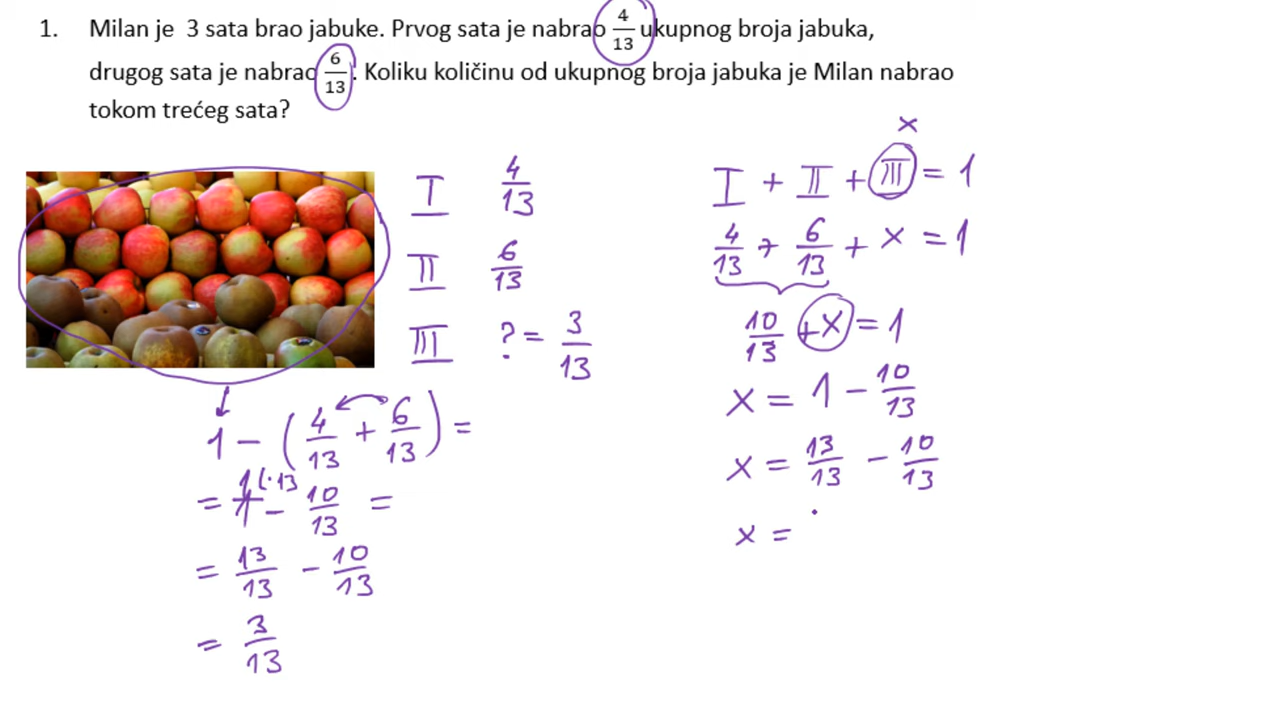 1. Milan je 3 sata brao jabuke. Prvog sata je nabrao 4/13 ukupnog broja jabuka,
drugog sata je nabrao 6/13. Koliku količinu od ukupnog broja jabuka je Milan nabrao
tokom trećeg sata?
I 4/13
II 6/13
III ? = 3/13
1 - (4/13 + 6/13) =
= 1/1 (·13 - 10/13 =
= 13/13 - 10/13
= 3/13
x
I + II + III = 1
4/13 + 6/13 + x = 1
10/13 + x = 1
x = 1 - 10/13
x = 13/13 - 10/13
x =